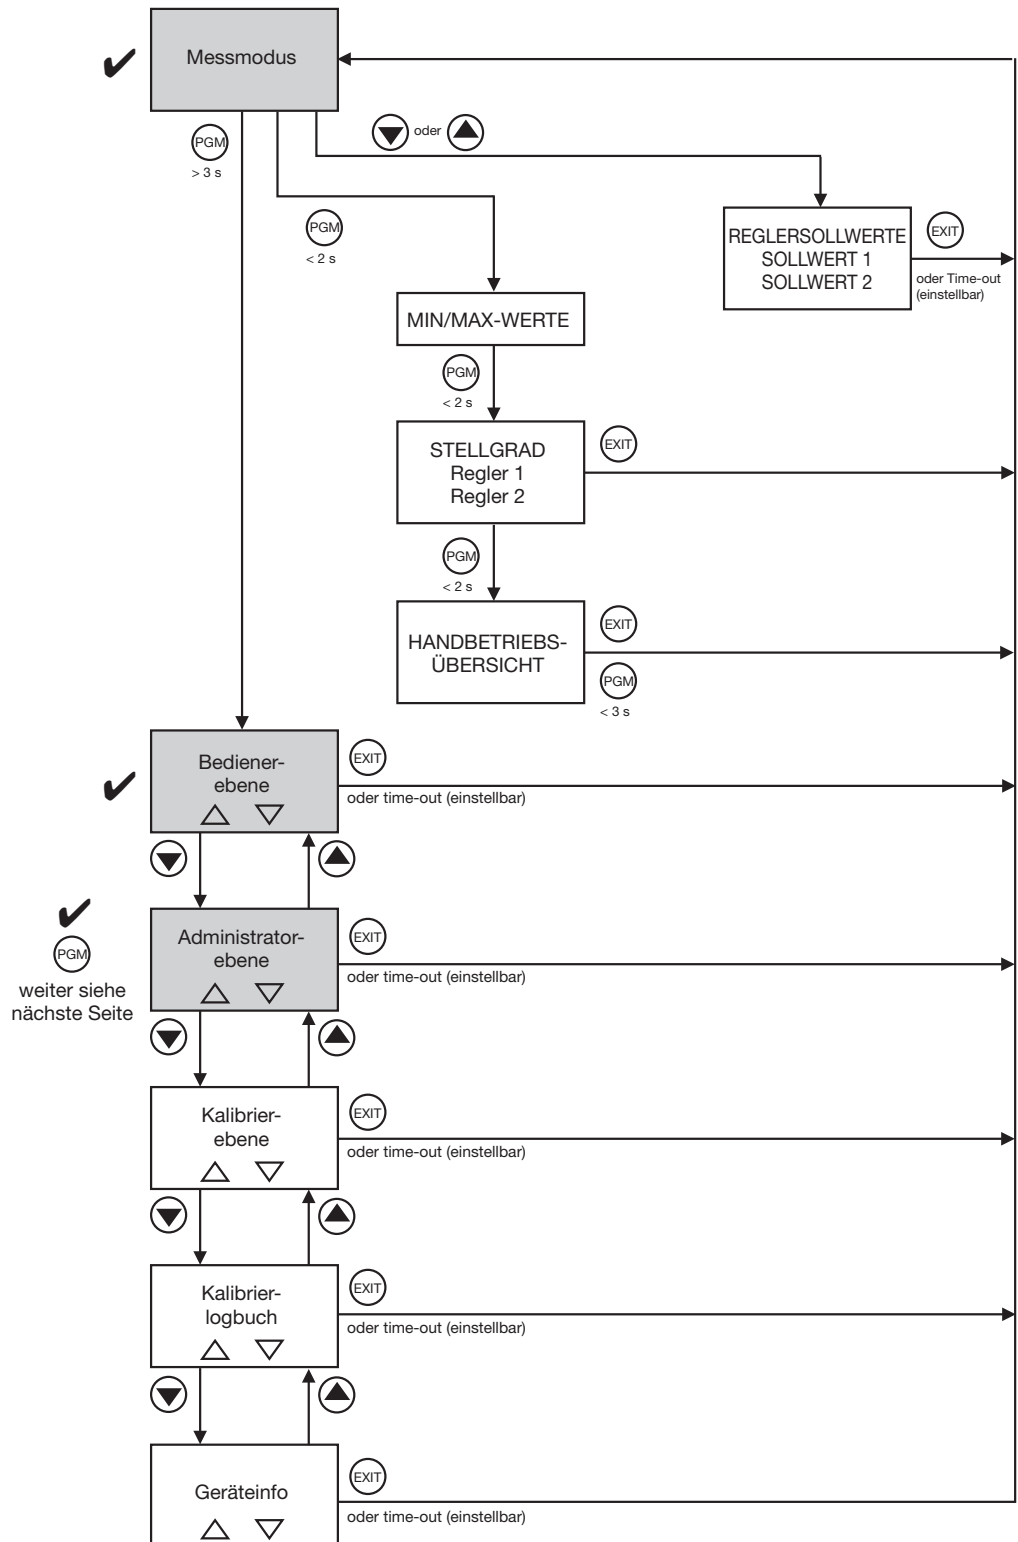 Messmodus
PGM
> 3 s
oder
PGM
< 2 s
REGLERSOLLWERTE
SOLLWERT 1
SOLLWERT 2
EXIT
oder Time-out
(einstellbar)
MIN/MAX-WERTE
PGM
< 2 s
STELLGRAD
Regler 1
Regler 2
EXIT
PGM
< 2 s
HANDBETRIEBS-
ÜBERSICHT
EXIT
PGM
< 3 s
Bediener-
ebene
EXIT
oder time-out (einstellbar)
PGM
weiter siehe
nächste Seite
Administrator-
ebene
EXIT
oder time-out (einstellbar)
Kalibrier-
ebene
EXIT
oder time-out (einstellbar)
Kalibrier-
logbuch
EXIT
oder time-out (einstellbar)
Geräteinfo
EXIT
oder time-out (einstellbar)